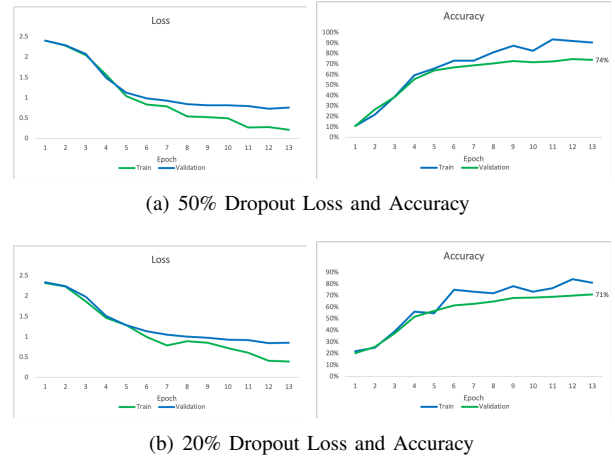 Loss
2.5
2
1.5
1
0.5
0
1 2 3 4 5 6 7 8 9 10 11 12 13
Epoch
Train Validation
Accuracy
100%
90%
80%
70%
60%
50%
40%
30%
20%
10%
0%
74%
1 2 3 4 5 6 7 8 9 10 11 12 13
Epoch
Train Validation
(a) 50% Dropout Loss and Accuracy
Loss
2.5
2
1.5
1
0.5
0
1 2 3 4 5 6 7 8 9 10 11 12 13
Epoch
Train Validation
Accuracy
90%
80%
70%
60%
50%
40%
30%
20%
10%
0%
71%
1 2 3 4 5 6 7 8 9 10 11 12 13
Epoch
Train Validation
(b) 20% Dropout Loss and Accuracy